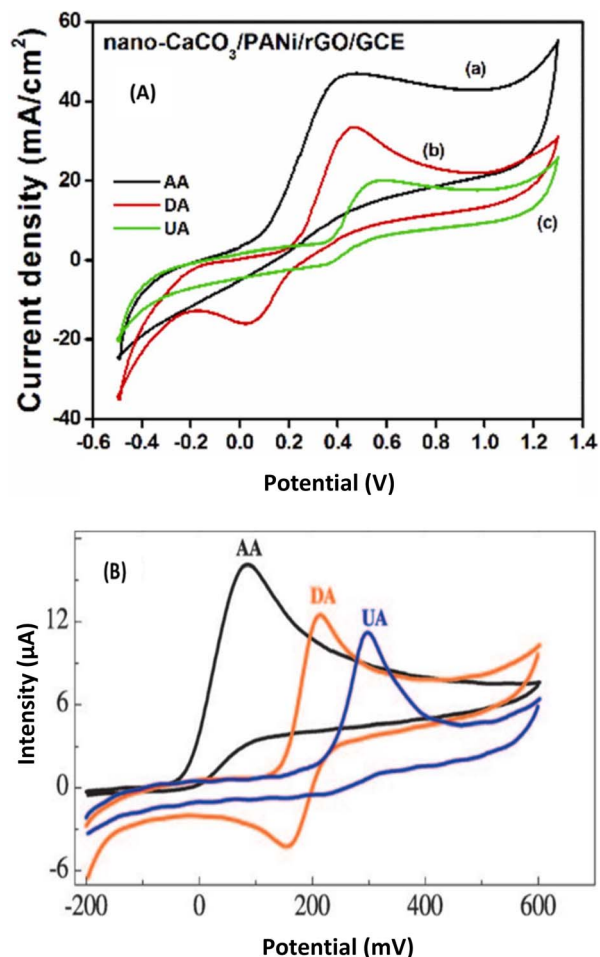 nano-CaCO₃/PANi/rGO/GCE
(A)
(a)
(b)
(c)
AA
DA
UA
Current density (mA/cm²)
60
40
20
0
-20
-40
-0.6 -0.4 -0.2 0.0 0.2 0.4 0.6 0.8 1.0 1.2 1.4
Potential (V)
(B)
AA
DA
UA
Intensity (µA)
12
6
0
-6
-200 0 200 400 600
Potential (mV)